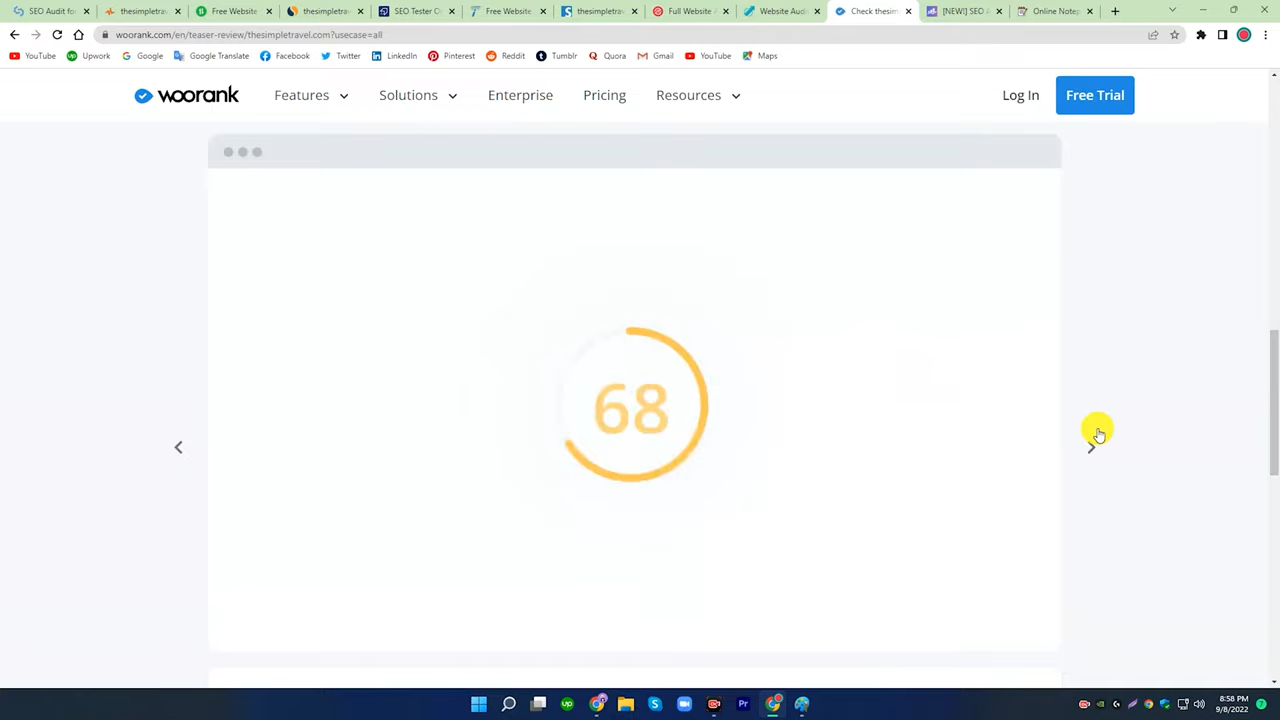 SEO Audit for
thesimpletrav
Free Website
thesimpletrav
SEO Tester O
Free Website
thesimpletrav
Full Website A
Website Audi
Check thesim
[NEW!] SEO A
Online Notep
woorank.com/en/teaser-review/thesimpletravel.com?usecase=all
YouTube Upwork Google Google Translate Facebook Twitter LinkedIn Pinterest Reddit Tumblr Quora Gmail YouTube Maps
woorank Features Solutions Enterprise Pricing Resources Log In Free Trial
68
8:58 PM
9/8/2022